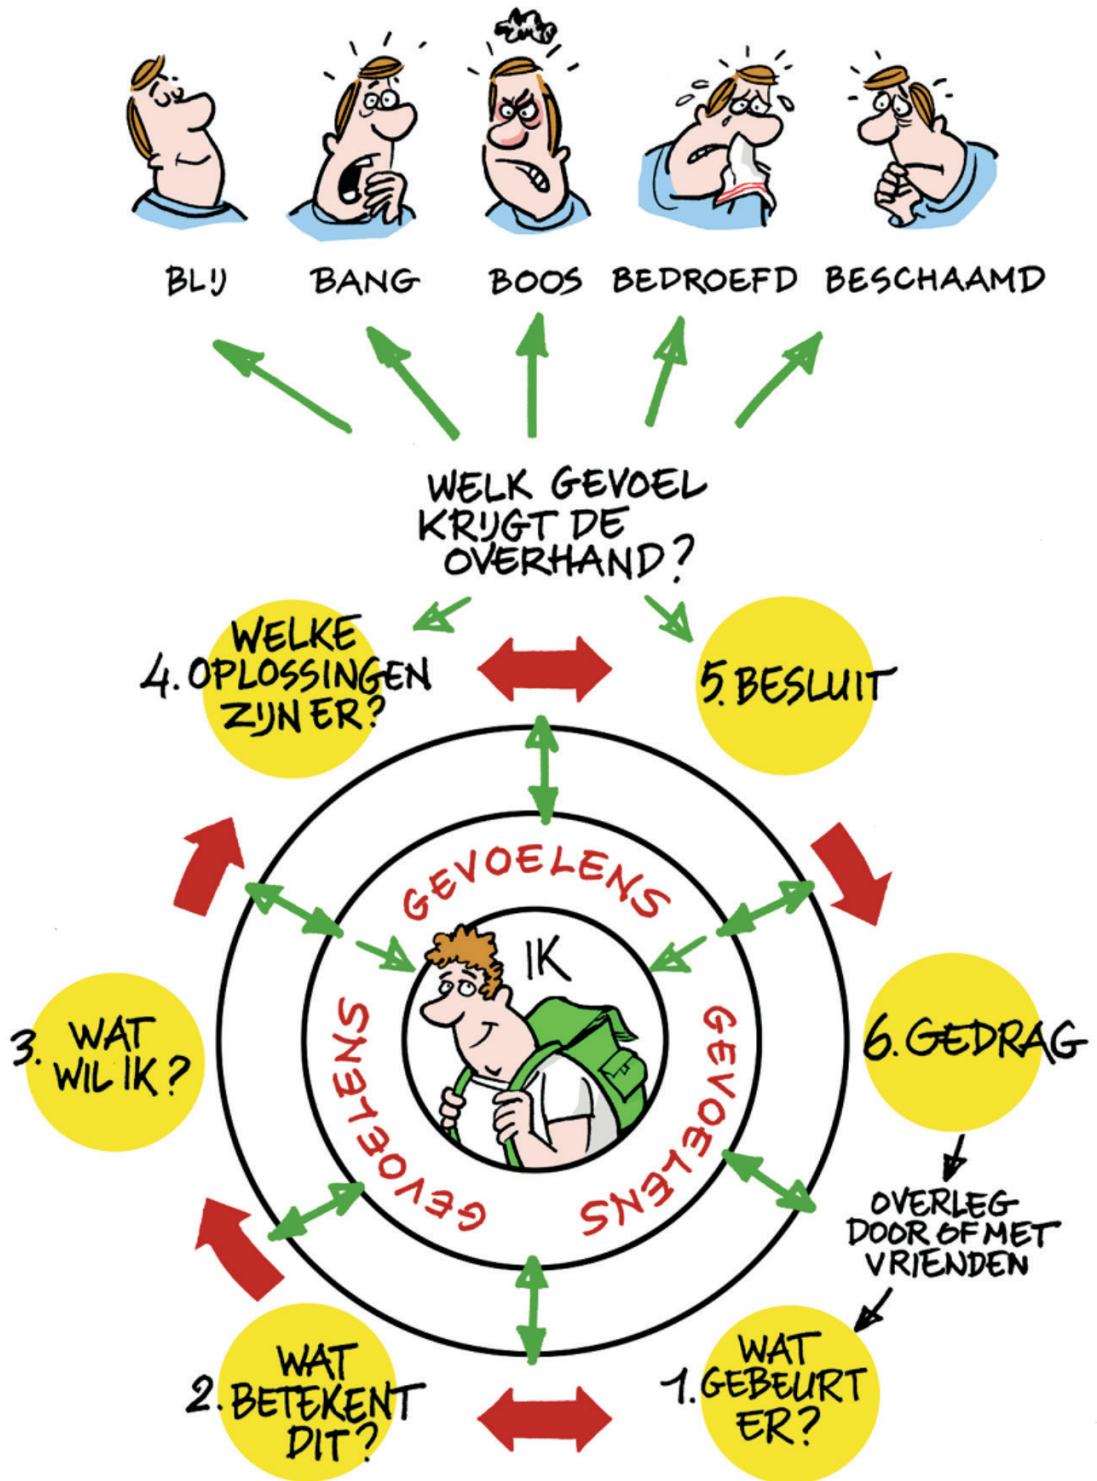 BLIJ
BANG
BOOS
BEDROEFD
BESCHAAMD
WELK GEVOEL
KRIJGT DE
OVERHAND?
WELKE
4. OPLOSSINGEN
ZIJN ER?
5. BESLUIT
GEVOELENS
IK
GEVOELENS
GEVOELENS
3. WAT
WIL IK?
6. GEDRAG
OVERLEG
DOOR OF MET
VRIENDEN
WAT
2. BETEKENT
DIT?
WAT
1. GEBEURT
ER?